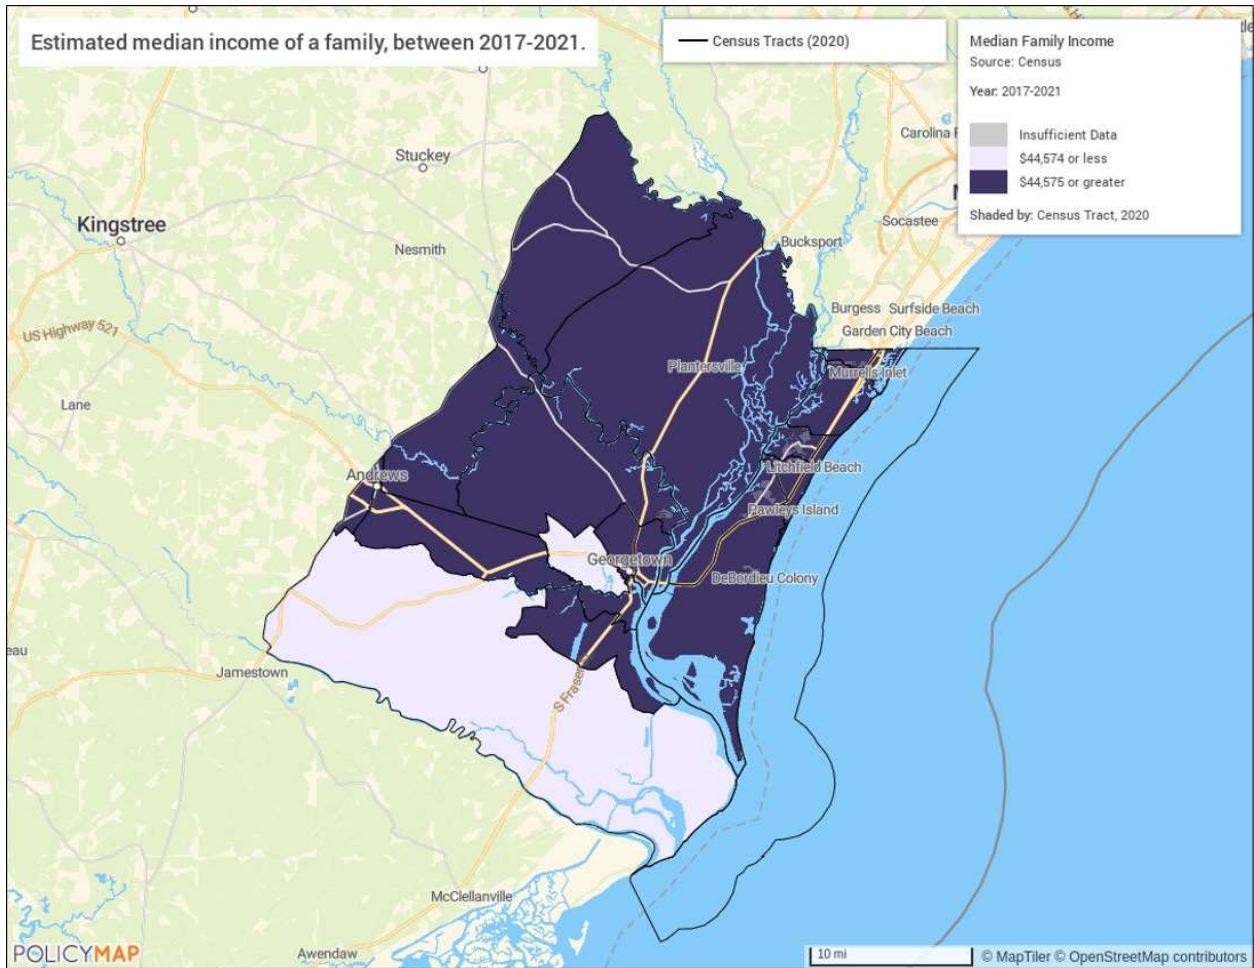 Estimated median income of a family, between 2017-2021.
Census Tracts (2020)
Median Family Income
Source: Census
Year: 2017-2021
Insufficient Data
$44,574 or less
$44,575 or greater
Shaded by: Census Tract, 2020
Stuckey
Kingstree
Nesmith
US Highway 521
Lane
Socastee
Bucksport
Burgess
Surfside Beach
Garden City Beach
Plantersville
Murrells Inlet
Andrews
Litchfield Beach
Pawleys Island
Georgetown
DeBordieu Colony
eau
Jamestown
S Fraser
McClellanville
Awendaw
POLICYMAP
10 mi
© MapTiler © OpenStreetMap contributors